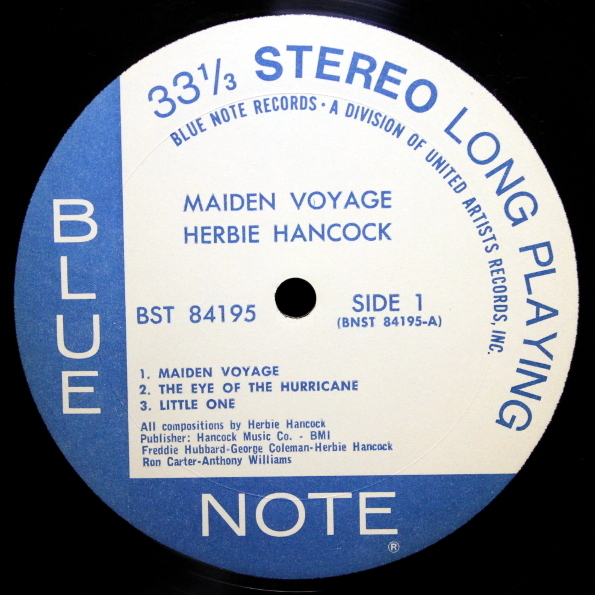 33⅓ STEREO LONG PLAYING
BLUE NOTE RECORDS • A DIVISION OF UNITED ARTISTS RECORDS, INC.
MAIDEN VOYAGE
HERBIE HANCOCK
BST 84195
SIDE 1
(BNST 84195-A)
1. MAIDEN VOYAGE
2. THE EYE OF THE HURRICANE
3. LITTLE ONE
All compositions by Herbie Hancock
Publisher: Hancock Music Co. - BMI
Freddie Hubbard-George Coleman-Herbie Hancock
Ron Carter-Anthony Williams
BLUE
NOTE
®